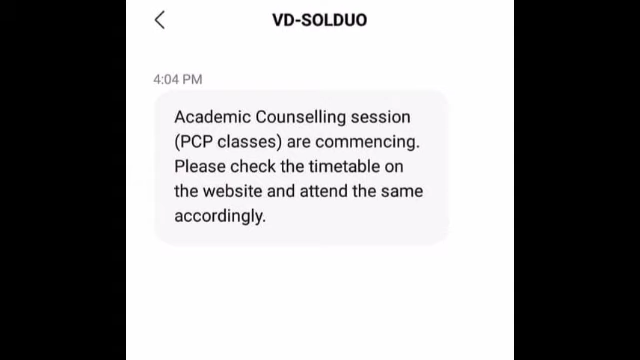 VD-SOLDUO
4:04 PM
Academic Counselling session
(PCP classes) are commencing.
Please check the timetable on
the website and attend the same
accordingly.